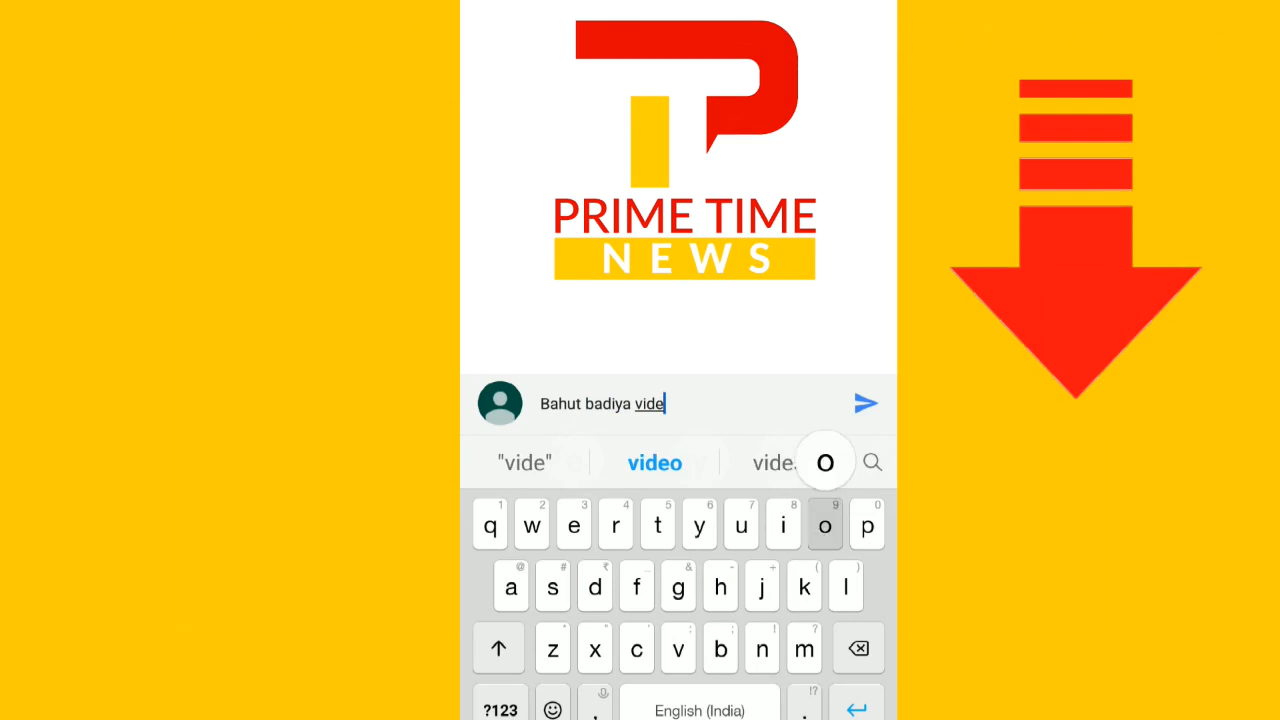 PRIME TIME
NEWS
Bahut badiya vide
"vide" video vide
O
1 2 3 4 5 6 7 8 9 0
q w e r t y u i o p
@ # ₹ _ & - + ( )
a s d f g h j k l
* " ' : ; ! ?
z x c v b n m
!?
?123 , English (India) .